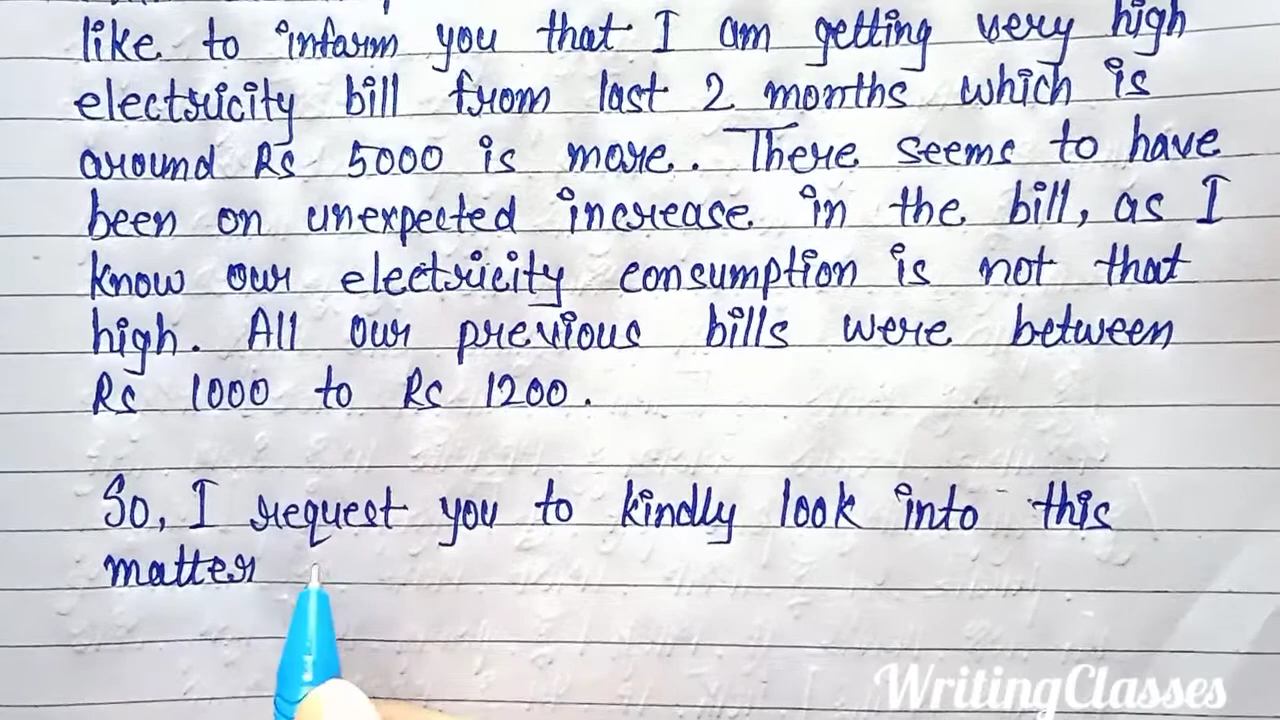 like to inform you that I am getting very high
electricity bill from last 2 months which is
around Rs 5000 is more. There seems to have
been on unexpected increase in the bill, as I
know our electricity consumption is not that
high. All our previous bills were between
Rs 1000 to Rs 1200.
So, I request you to kindly look into this
matter
WritingClasses